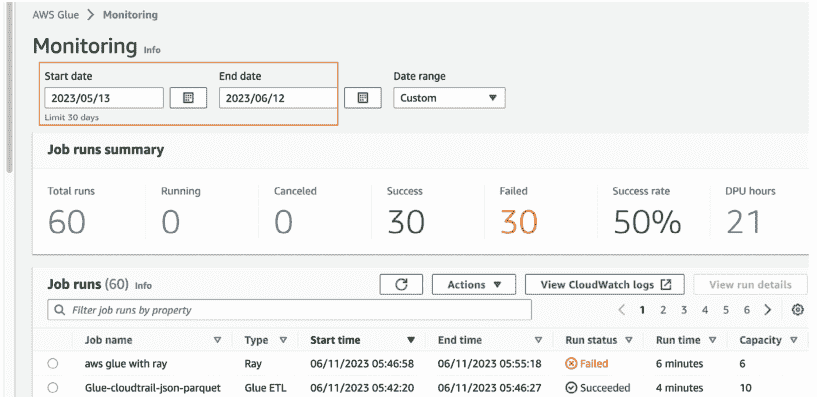 AWS Glue > Monitoring
Monitoring Info
Start date End date Date range
2023/05/13 2023/06/12 Custom
Limit 30 days
Job runs summary
Total runs Running Canceled Success Failed Success rate DPU hours
60 0 0 30 30 50% 21
Job runs (60) Info Actions View CloudWatch logs View run details
Filter job runs by property 1 2 3 4 5 6
Job name Type Start time End time Run status Run time Capacity
aws glue with ray Ray 06/11/2023 05:46:58 06/11/2023 05:55:18 Failed 6 minutes 6
Glue-cloudtrail-json-parquet Glue ETL 06/11/2023 05:42:20 06/11/2023 05:46:27 Succeeded 4 minutes 10